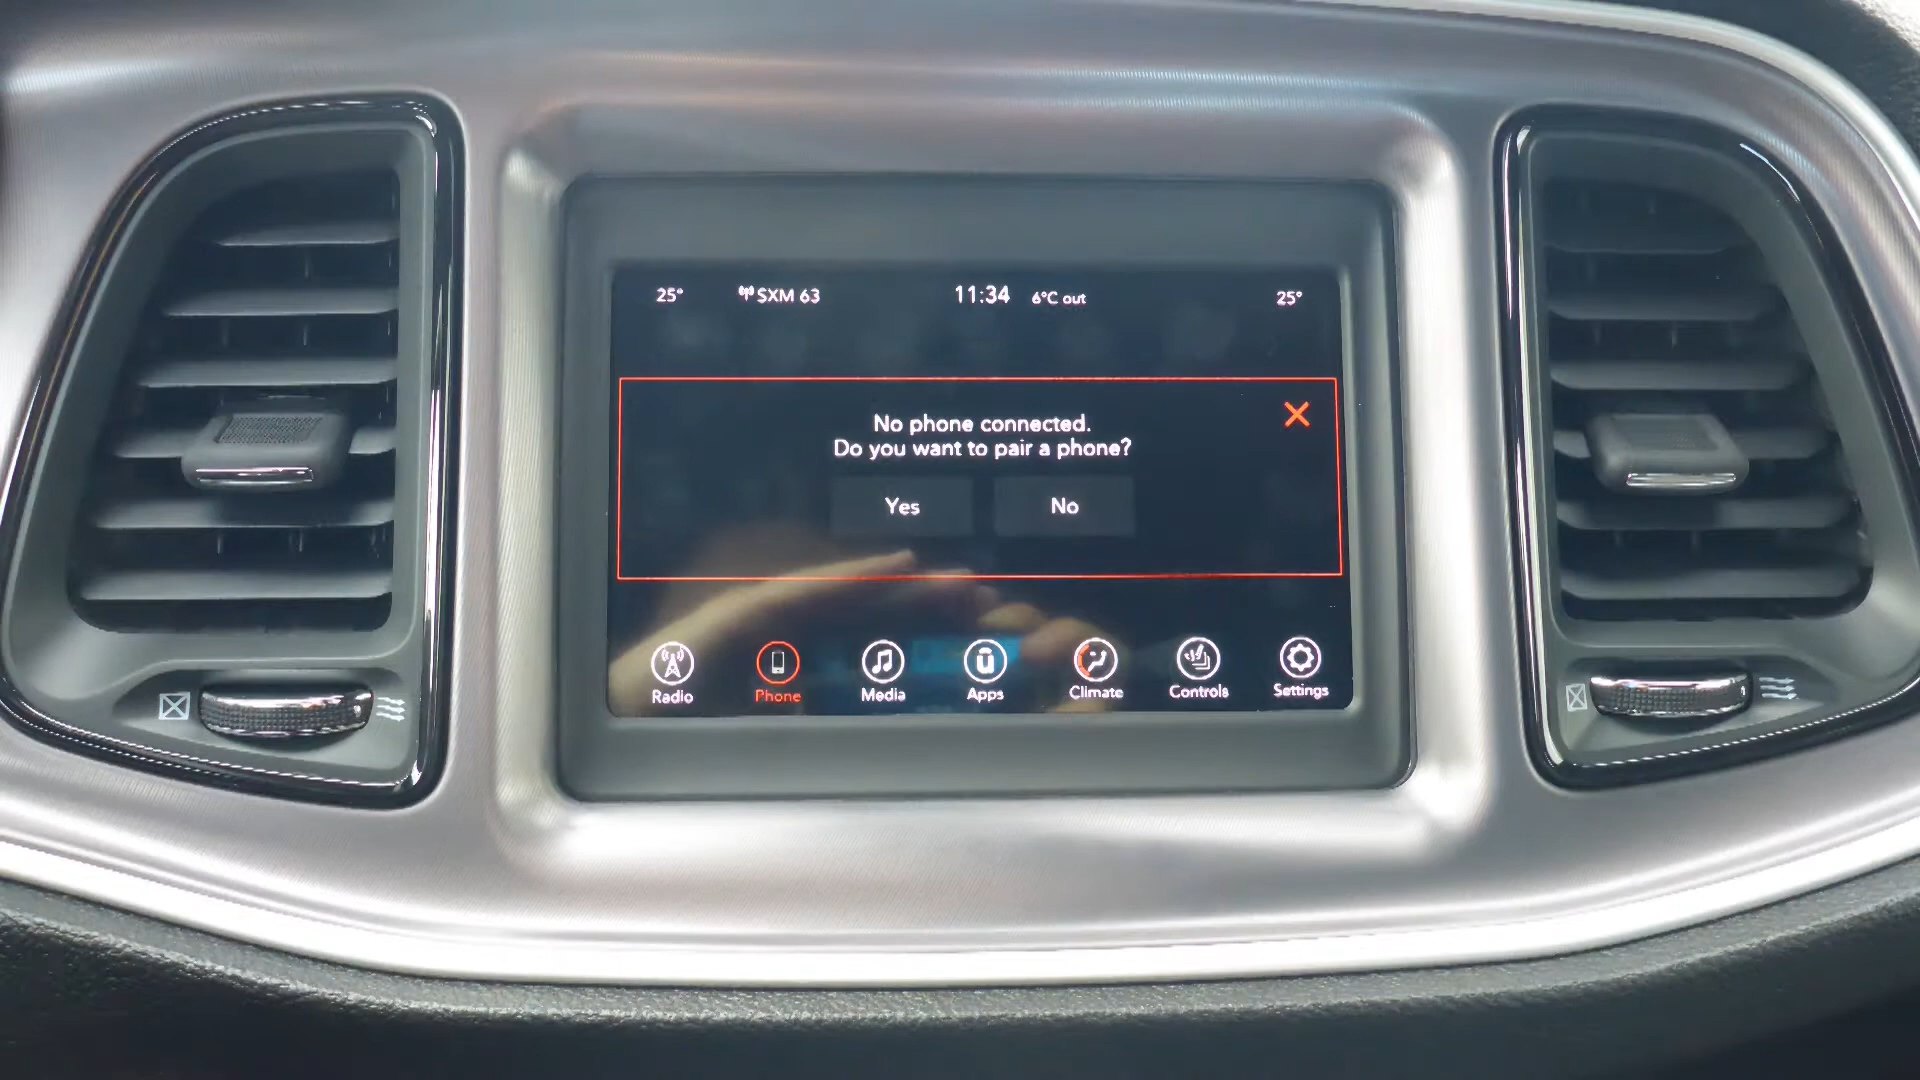 25° SXM 63 11:34 6°C out 25°
No phone connected.
Do you want to pair a phone?
Yes No
Radio Phone Media Apps Climate Controls Settings